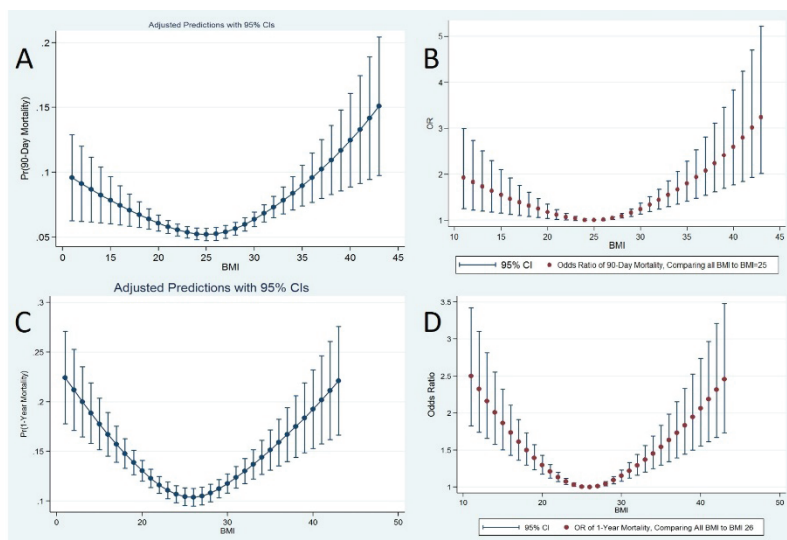 A
Adjusted Predictions with 95% CIs
Pr(90-Day Mortality)
.2
.15
.1
.05
0 5 10 15 20 25 30 35 40 45
BMI
B
OR
5
4
3
2
1
10 15 20 25 30 35 40 45
BMI
95% CI Odds Ratio of 90-Day Mortality, Comparing all BMI to BMI=25
C
Adjusted Predictions with 95% CIs
Pr(1-Year Mortality)
.3
.25
.2
.15
.1
0 10 20 30 40 50
BMI
D
Odds Ratio
3.5
3
2.5
2
1.5
1
10 20 30 40 50
BMI
95% CI OR of 1-Year Mortality, Comparing All BMI to BMI 26